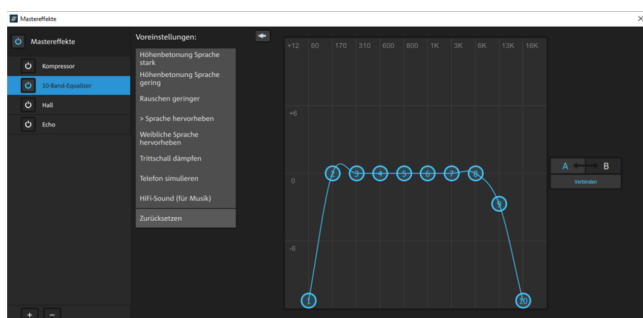 Mastereffekte
Mastereffekte
Kompressor
10-Band-Equalizer
Hall
Echo
Voreinstellungen:
Höhenbetonung Sprache
stark
Höhenbetonung Sprache
gering
Rauschen geringer
> Sprache hervorheben
Weibliche Sprache
hervorheben
Trittschall dämpfen
Telefon simulieren
HiFi-Sound (für Musik)
Zurücksetzen
+12 60 170 310 600 800 1K 3K 6K 13K 16K
+6
0
-6
1 2 3 4 5 6 7 8 9 10
A B
Verbinden